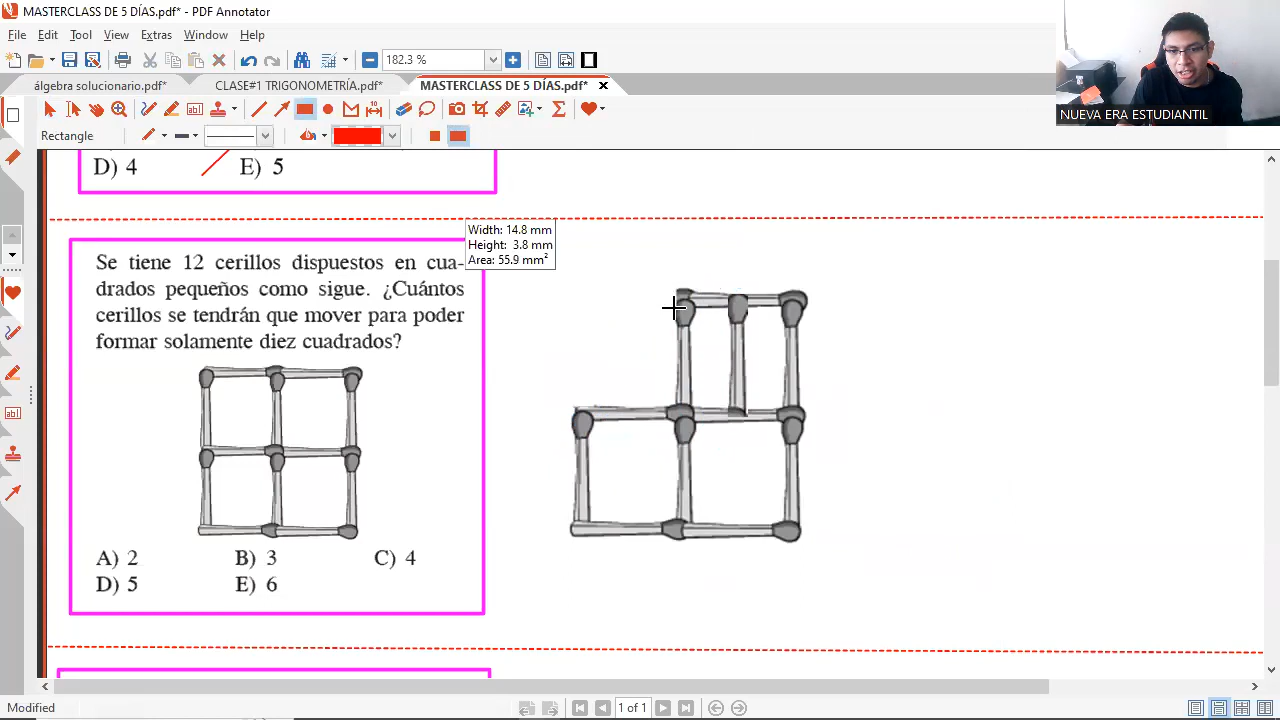 MASTERCLASS DE 5 DÍAS.pdf* - PDF Annotator
File Edit Tool View Extras Window Help
182.3 %
álgebra solucionario.pdf* CLASE#1 TRIGONOMETRÍA.pdf MASTERCLASS DE 5 DÍAS.pdf*
NUEVA ERA ESTUDIANTIL
Rectangle
D) 4 E) 5
Width: 14.8 mm
Height: 3.8 mm
Area: 55.9 mm²
Se tiene 12 cerillos dispuestos en cua-
drados pequeños como sigue. ¿Cuántos
cerillos se tendrán que mover para poder
formar solamente diez cuadrados?
A) 2 B) 3 C) 4
D) 5 E) 6
Modified 1 of 1